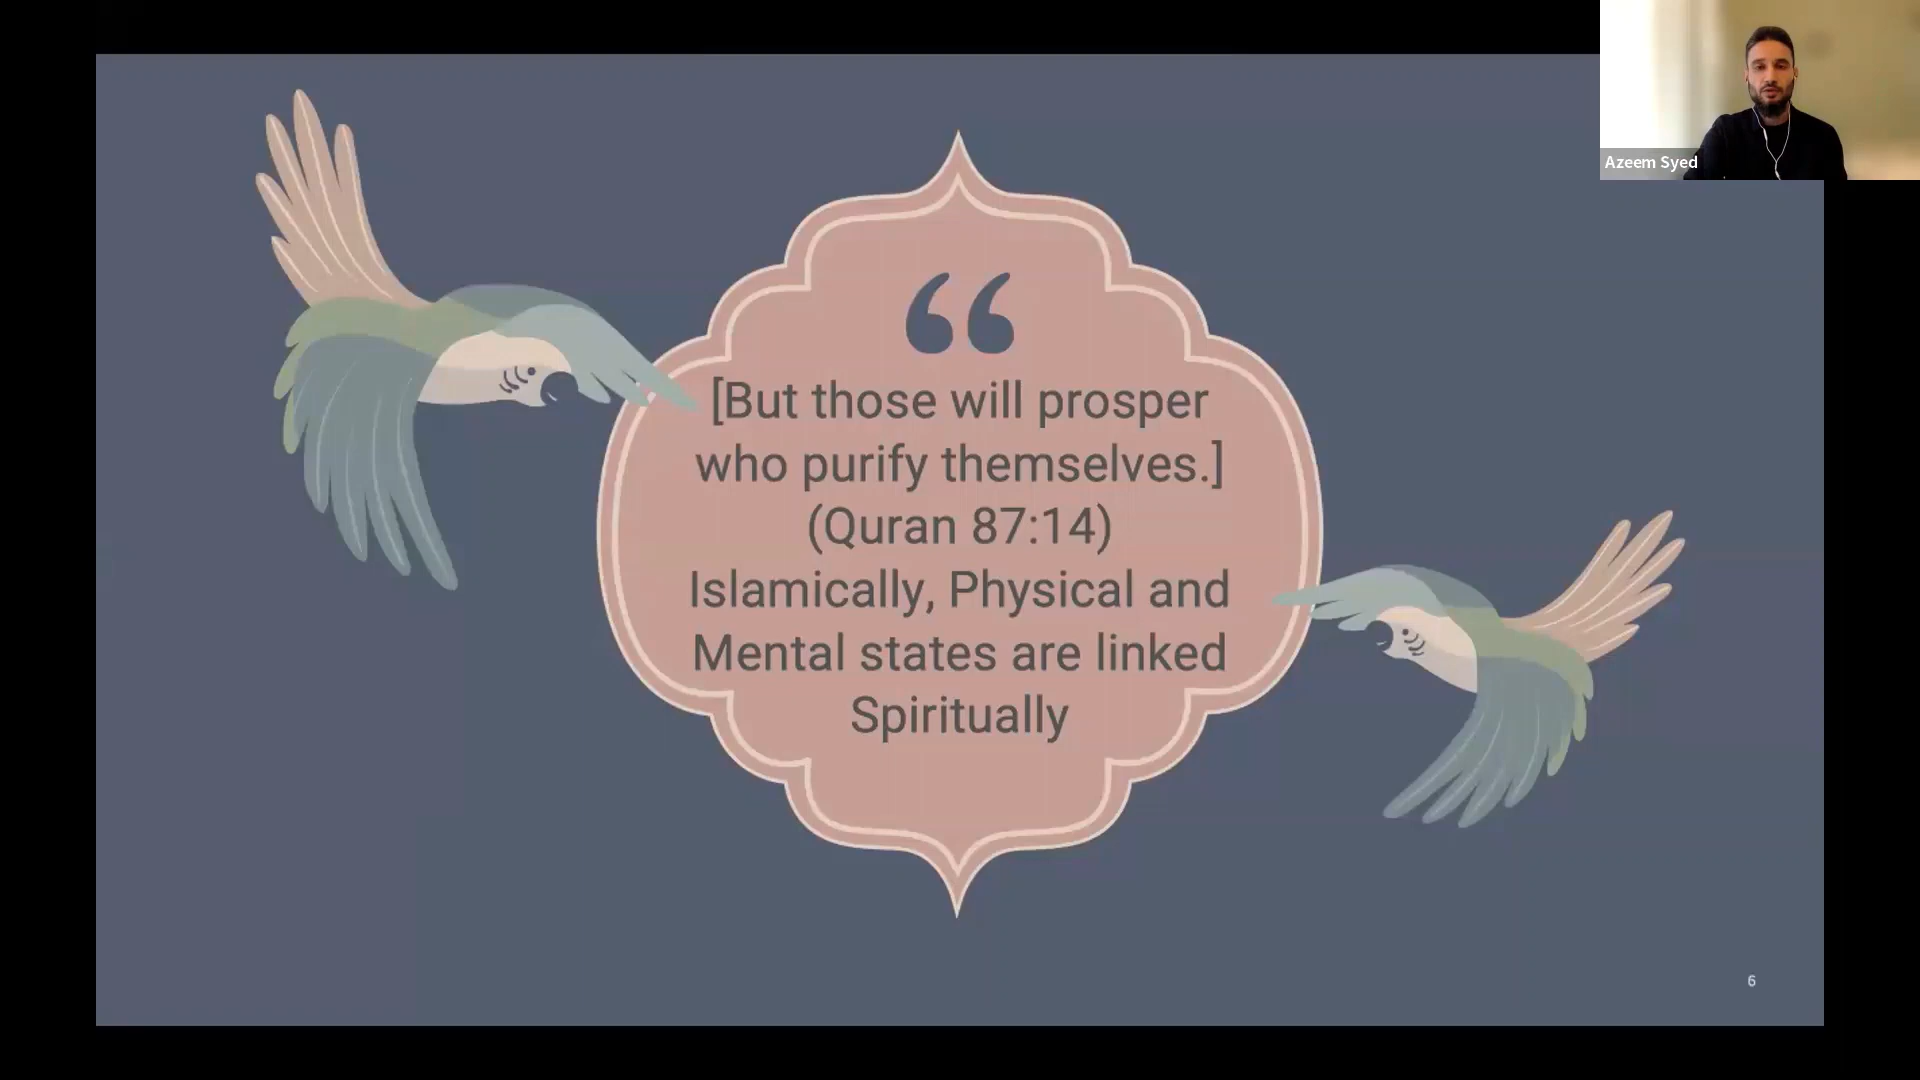 Azeem Syed
“
[But those will prosper
who purify themselves.]
(Quran 87:14)
Islamically, Physical and
Mental states are linked
Spiritually
6